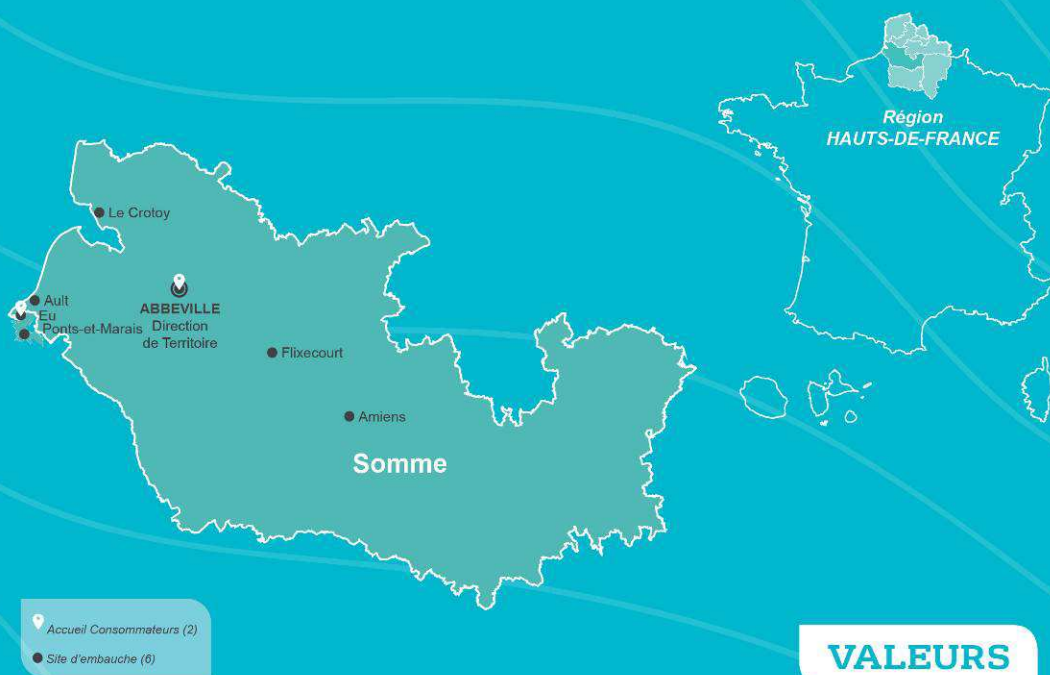 Région
HAUTS-DE-FRANCE
Le Crotoy
Ault
Eu
Ponts-et-Marais
ABBEVILLE
Direction
de Territoire
Flixecourt
Amiens
Somme
Accueil Consommateurs (2)
Site d'embauche (6)
VALEURS